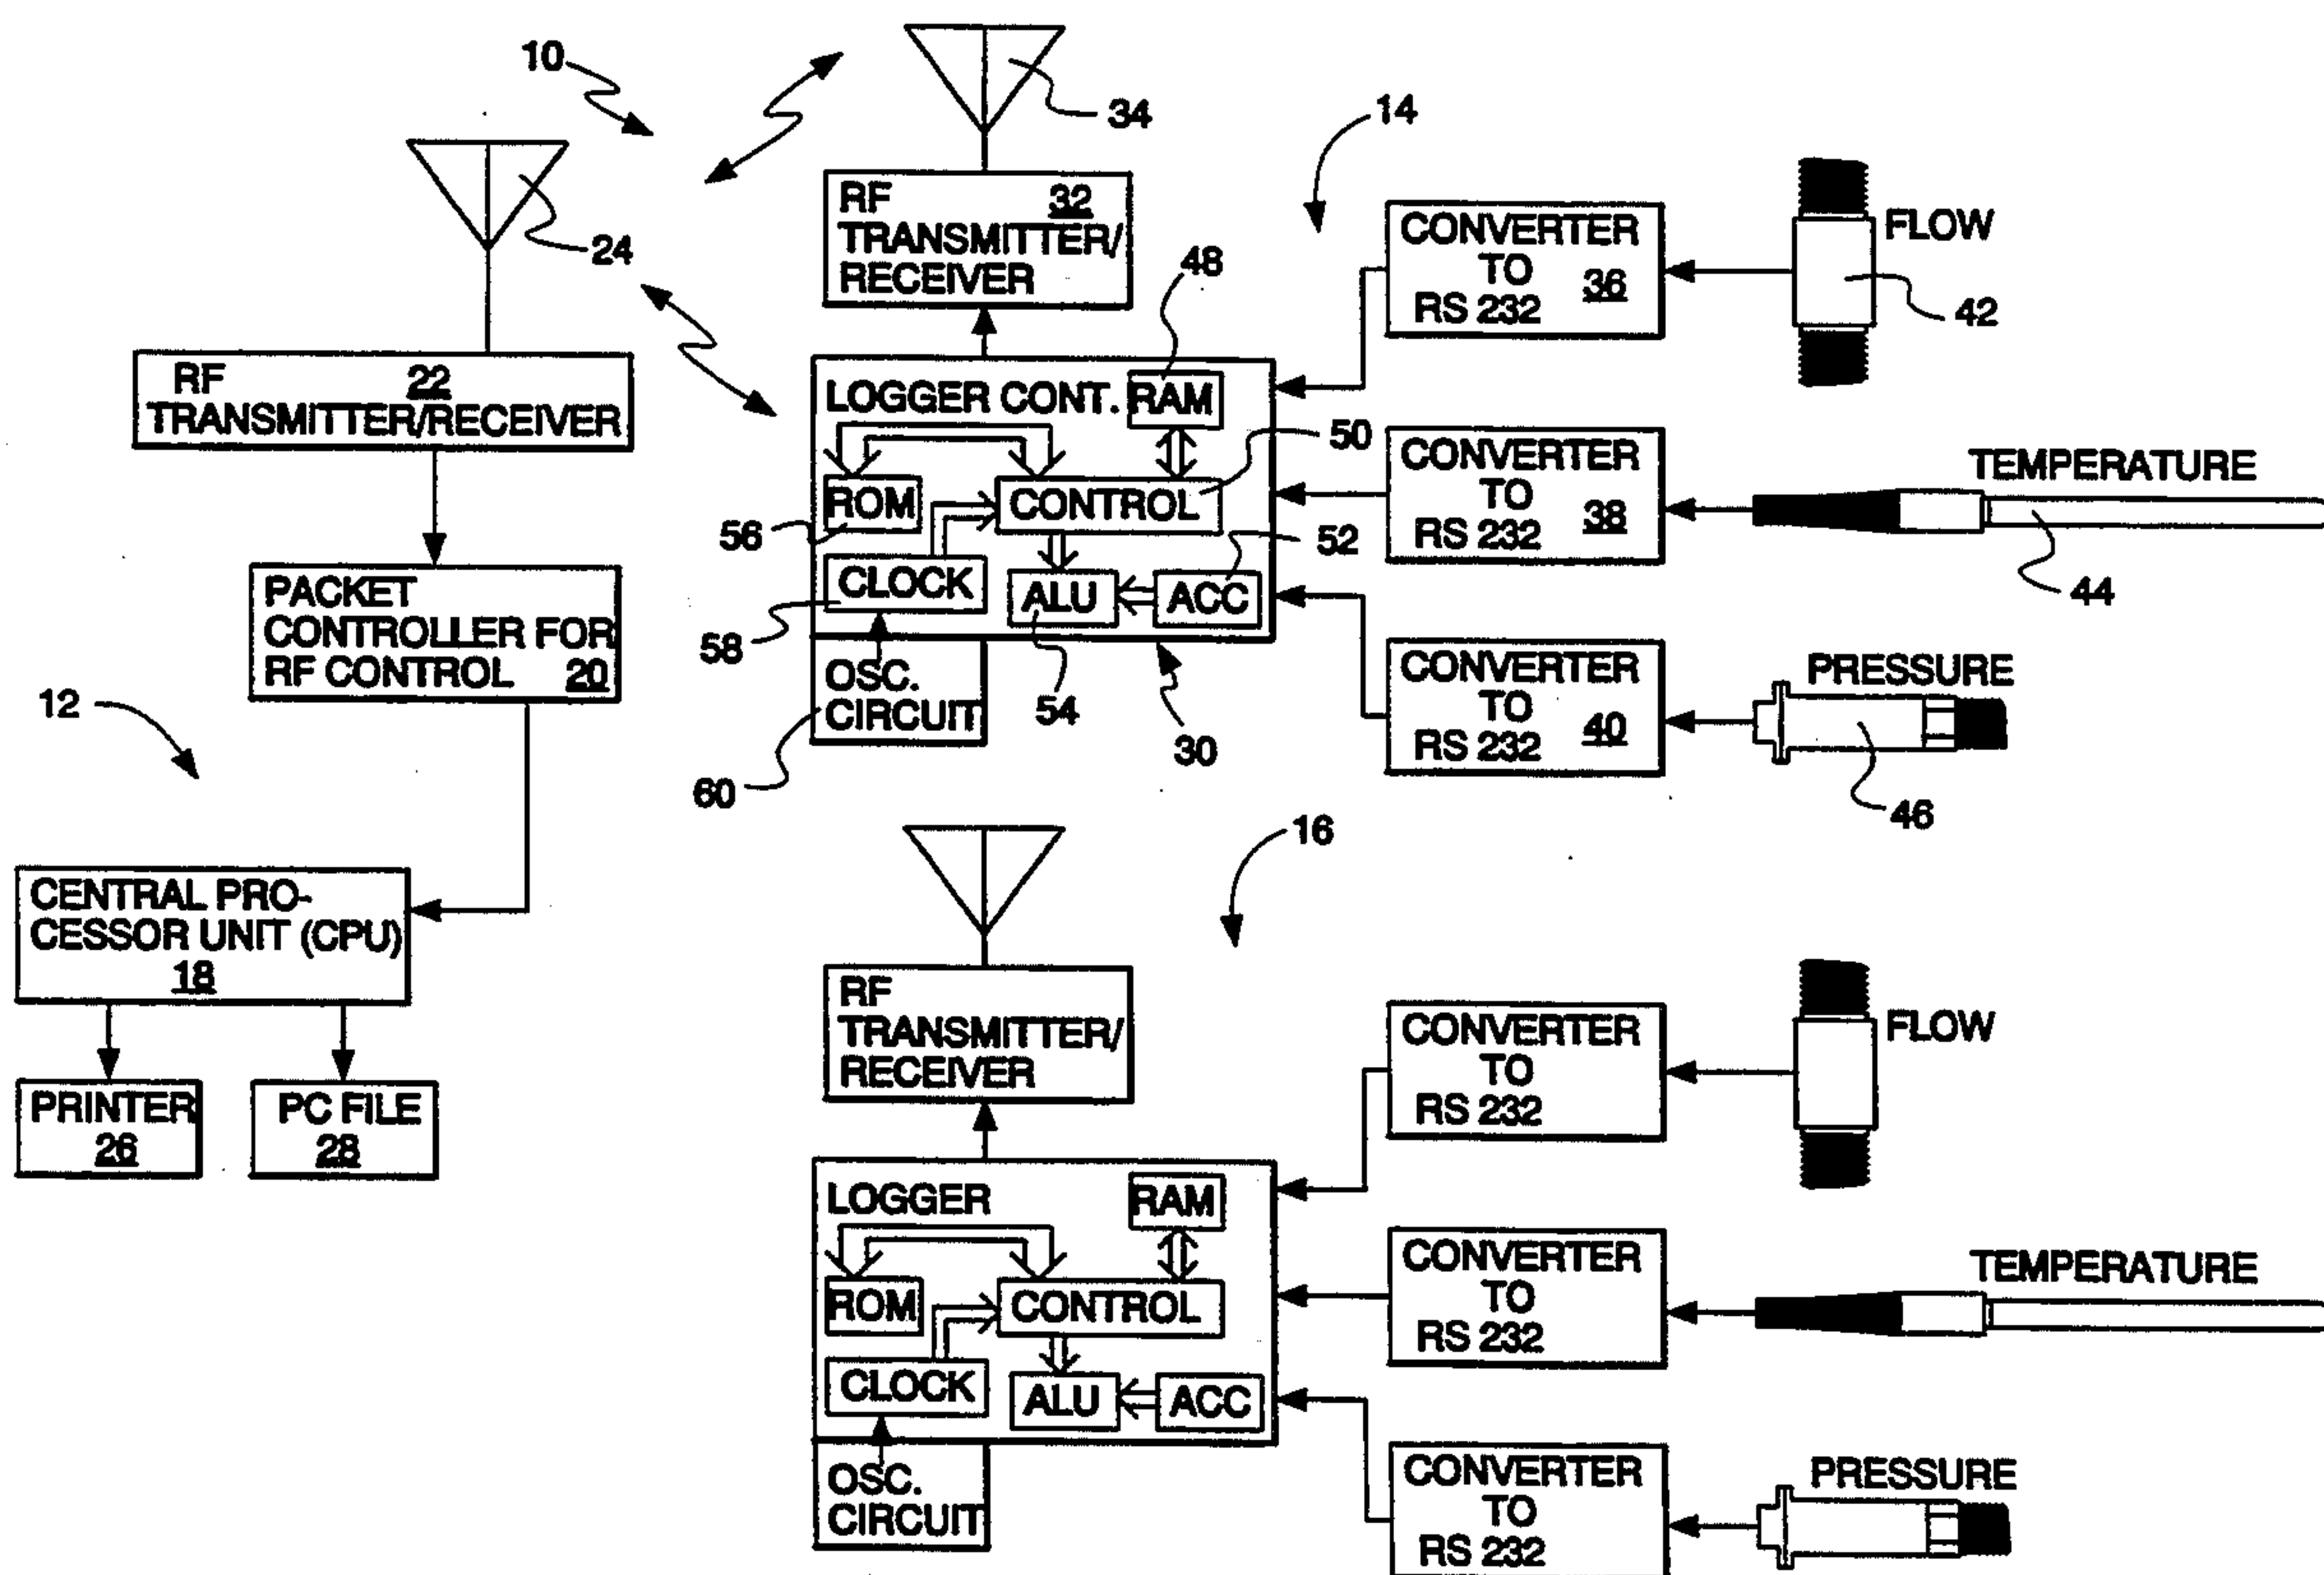 10
34
24
14
RF 32
TRANSMITTER/
RECEIVER
48
CONVERTER
TO
RS 232 36
FLOW
42
RF 22
TRANSMITTER/RECEIVER
LOGGER CONT.
RAM
50
ROM
CONTROL
56
52
CLOCK
ALU
ACC
58
OSC.
CIRCUIT
54
60
30
CONVERTER
TO
RS 232 38
TEMPERATURE
44
CONVERTER
TO
RS 232 40
PRESSURE
46
PACKET
CONTROLLER FOR
RF CONTROL 20
12
CENTRAL PRO-
CESSOR UNIT (CPU)
18
PRINTER
26
PC FILE
28
16
RF
TRANSMITTER/
RECEIVER
CONVERTER
TO
RS 232
FLOW
LOGGER
RAM
ROM
CONTROL
CLOCK
ALU
ACC
OSC.
CIRCUIT
CONVERTER
TO
RS 232
TEMPERATURE
CONVERTER
TO
RS 232
PRESSURE